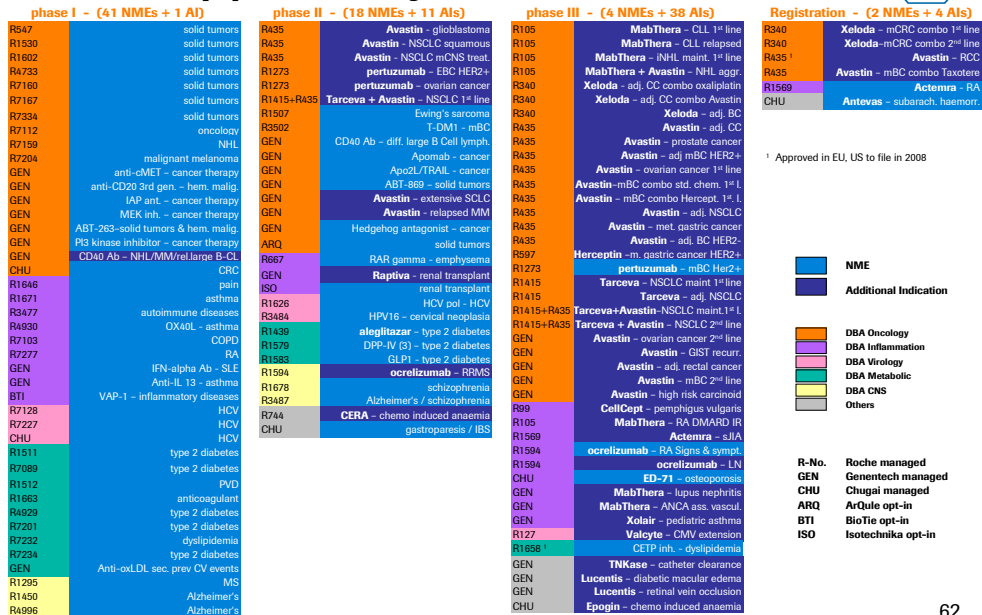 phase I - (41 NMEs + 1 AI)
R547 solid tumors
R1530 solid tumors
R1602 solid tumors
R4733 solid tumors
R7160 solid tumors
R7167 solid tumors
R7334 solid tumors
R7112 oncology
R7159 NHL
R7204 malignant melanoma
GEN anti-cMET - cancer therapy
GEN anti-CD20 3rd gen. - hem. malig.
GEN IAP ant. - cancer therapy
GEN MEK inh. - cancer therapy
GEN ABT-263-solid tumors & hem. malig.
GEN PI3 kinase inhibitor - cancer therapy
GEN CD40 Ab - NHL/MM/rel.large B-CL
CHU CRC
R1646 pain
R1671 asthma
R3477 autoimmune diseases
R4930 OX40L - asthma
R7103 COPD
R7277 RA
GEN IFN-alpha Ab - SLE
GEN Anti-IL 13 - asthma
BTI VAP-1 - inflammatory diseases
R7128 HCV
R7227 HCV
CHU HCV
R1511 type 2 diabetes
R7089 type 2 diabetes
R1512 PVD
R1663 anticoagulant
R4929 type 2 diabetes
R7201 type 2 diabetes
R7232 dyslipidemia
R7234 type 2 diabetes
GEN Anti-oxLDL sec. prev CV events
R1295 MS
R1450 Alzheimer's
R4996 Alzheimer's
phase II - (18 NMEs + 11 AIs)
R435 Avastin - glioblastoma
R435 Avastin - NSCLC squamous
R435 Avastin - NSCLC mCNS treat.
R1273 pertuzumab - EBC HER2+
R1273 pertuzumab - ovarian cancer
R1415+R435 Tarceva + Avastin - NSCLC 1st line
R1507 Ewing's sarcoma
R3502 T-DM1 - mBC
GEN CD40 Ab - diff. large B Cell lymph.
GEN Apomab - cancer
GEN Apo2L/TRAIL - cancer
GEN ABT-869 - solid tumors
GEN Avastin - extensive SCLC
GEN Avastin - relapsed MM
GEN Hedgehog antagonist - cancer
ARQ solid tumors
R667 RAR gamma - emphysema
GEN Raptiva - renal transplant
ISO renal transplant
R1626 HCV pol - HCV
R3484 HPV16 - cervical neoplasia
R1439 aleglitazar - type 2 diabetes
R1579 DPP-IV (3) - type 2 diabetes
R1583 GLP1 - type 2 diabetes
R1594 ocrelizumab - RRMS
R1678 schizophrenia
R3487 Alzheimer's / schizophrenia
R744 CERA - chemo induced anaemia
CHU gastroparesis / IBS
phase III - (4 NMEs + 38 AIs)
R105 MabThera - CLL 1st line
R105 MabThera - CLL relapsed
R105 MabThera - iNHL maint. 1st line
R105 MabThera + Avastin - NHL aggr.
R340 Xeloda - adj. CC combo oxaliplatin
R340 Xeloda - adj. CC combo Avastin
R340 Xeloda - adj. BC
R435 Avastin - adj. CC
R435 Avastin - prostate cancer
R435 Avastin - adj mBC HER2+
R435 Avastin - ovarian cancer 1st line
R435 Avastin-mBC combo std. chem. 1st l.
R435 Avastin - mBC combo Hercept. 1st. l.
R435 Avastin - adj. NSCLC
R435 Avastin - met. gastric cancer
R435 Avastin - adj. BC HER2-
R597 Herceptin -m. gastric cancer HER2+
R1273 pertuzumab - mBC Her2+
R1415 Tarceva - NSCLC maint 1st line
R1415 Tarceva - adj. NSCLC
R1415+R435 Tarceva+Avastin-NSCLC maint.1st l.
R1415+R435 Tarceva + Avastin - NSCLC 2nd line
GEN Avastin - ovarian cancer 2nd line
GEN Avastin - GIST recurr.
GEN Avastin - adj. rectal cancer
GEN Avastin - mBC 2nd line
GEN Avastin - high risk carcinoid
R99 CellCept - pemphigus vulgaris
R105 MabThera - RA DMARD IR
R1569 Actemra - sJIA
R1594 ocrelizumab - RA Signs & sympt.
R1594 ocrelizumab - LN
CHU ED-71 - osteoporosis
GEN MabThera - lupus nephritis
GEN MabThera - ANCA ass. vascul.
GEN Xolair - pediatric asthma
R127 Valcyte - CMV extension
R1658 ¹ CETP inh. - dyslipidemia
GEN TNKase - catheter clearance
GEN Lucentis - diabetic macular edema
GEN Lucentis - retinal vein occlusion
CHU Epogin - chemo induced anaemia
Registration - (2 NMEs + 4 AIs)
R340 Xeloda - mCRC combo 1st line
R340 Xeloda-mCRC combo 2nd line
R435 ¹ Avastin - RCC
R435 Avastin - mBC combo Taxotere
R1569 Actemra - RA
CHU Antevas - subarach. haemorr.
¹ Approved in EU, US to file in 2008
NME
Additional Indication
DBA Oncology
DBA Inflammation
DBA Virology
DBA Metabolic
DBA CNS
Others
R-No. Roche managed
GEN Genentech managed
CHU Chugai managed
ARQ ArQule opt-in
BTI BioTie opt-in
ISO Isotechnika opt-in
62